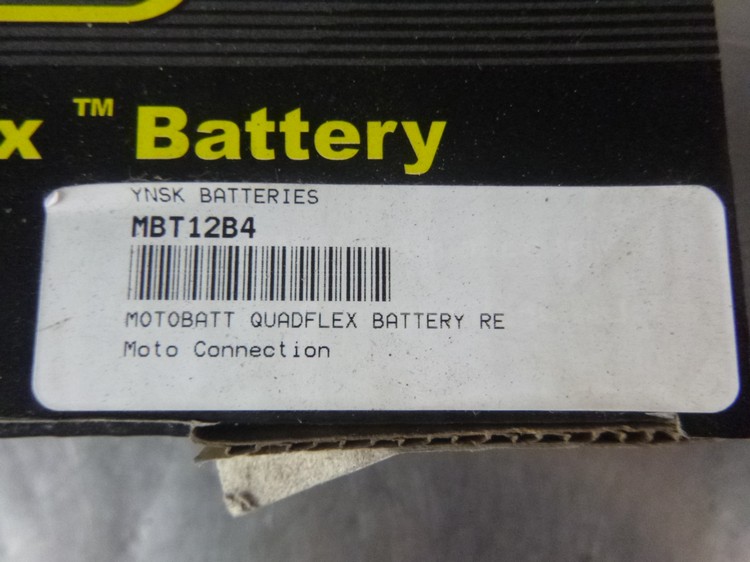 x ™ Battery
YNSK BATTERIES
MBT12B4
MOTOBATT QUADFLEX BATTERY RE
Moto Connection